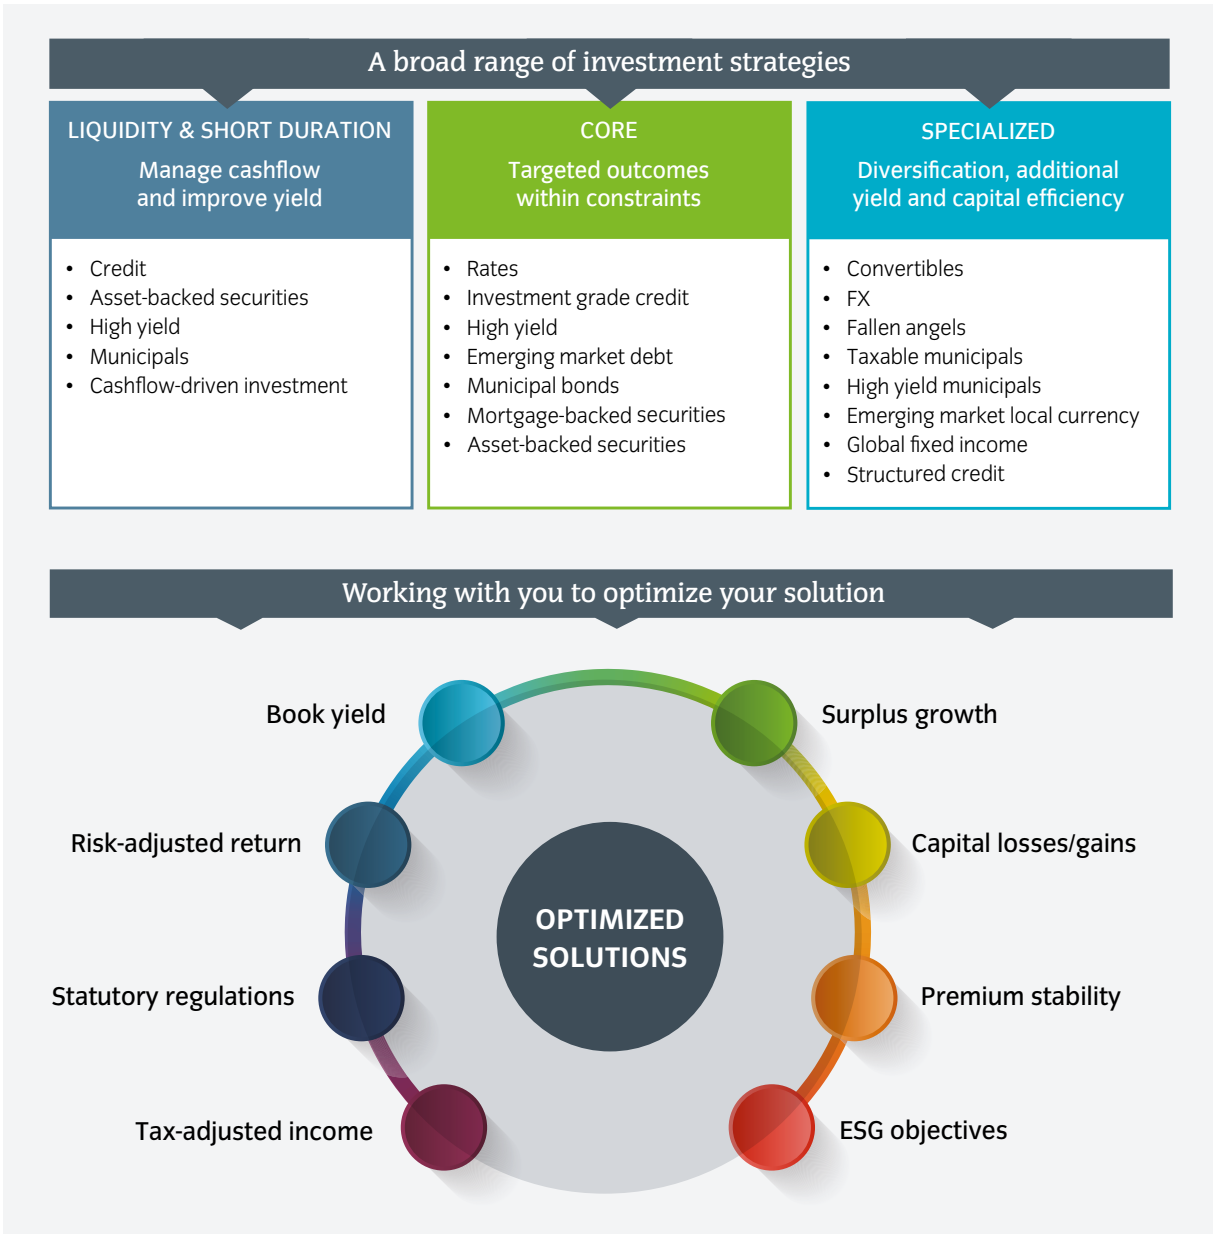 A broad range of investment strategies
LIQUIDITY & SHORT DURATION
Manage cashflow
and improve yield
• Credit
• Asset-backed securities
• High yield
• Municipals
• Cashflow-driven investment
CORE
Targeted outcomes
within constraints
• Rates
• Investment grade credit
• High yield
• Emerging market debt
• Municipal bonds
• Mortgage-backed securities
• Asset-backed securities
SPECIALIZED
Diversification, additional
yield and capital efficiency
• Convertibles
• FX
• Fallen angels
• Taxable municipals
• High yield municipals
• Emerging market local currency
• Global fixed income
• Structured credit
Working with you to optimize your solution
Book yield
Surplus growth
Risk-adjusted return
Capital losses/gains
OPTIMIZED
SOLUTIONS
Statutory regulations
Premium stability
Tax-adjusted income
ESG objectives